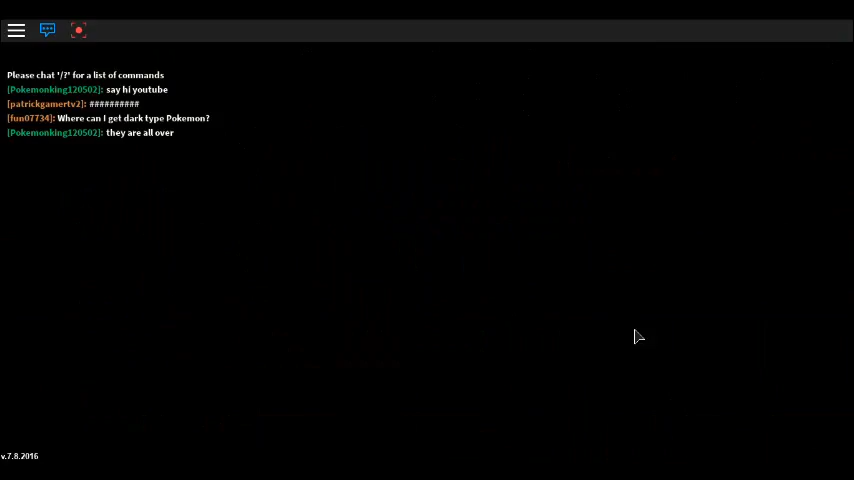 Please chat '/?' for a list of commands
[Pokemonking120502]: say hi youtube
[patrickgamertv2]: ##########
[fun07734]: Where can I get dark type Pokemon?
[Pokemonking120502]: they are all over
v.7.8.2016